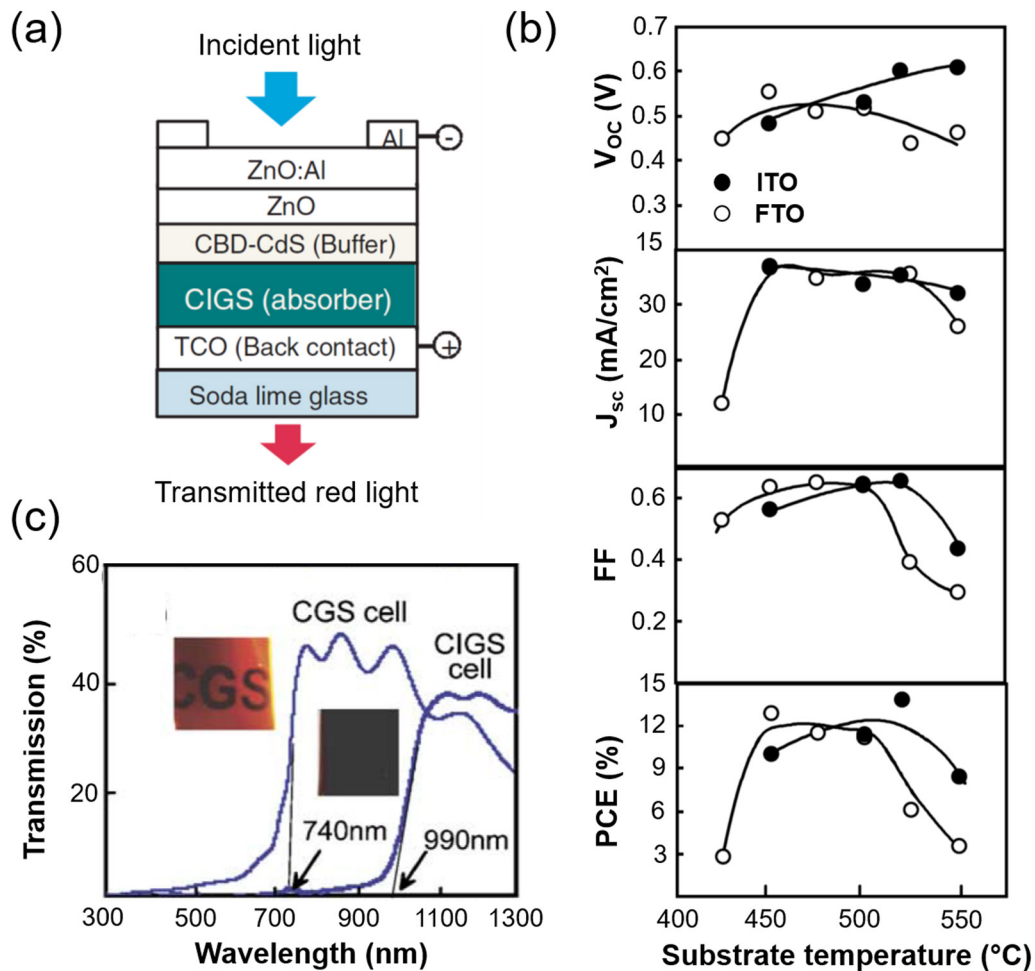 (a)
Incident light
Al
-
ZnO:Al
ZnO
CBD-CdS (Buffer)
CIGS (absorber)
TCO (Back contact)
+
Soda lime glass
Transmitted red light
(b)
0.7
0.6
0.5
0.4
0.3
15
V_OC (V)
ITO
FTO
30
20
10
J_sc (mA/cm²)
0.6
0.4
0.2
FF
15
12
9
6
3
PCE (%)
400
450
500
550
Substrate temperature (°C)
(c)
60
40
20
Transmission (%)
CGS cell
CIGS
cell
CGS
740nm
990nm
300
500
700
900
1100
1300
Wavelength (nm)